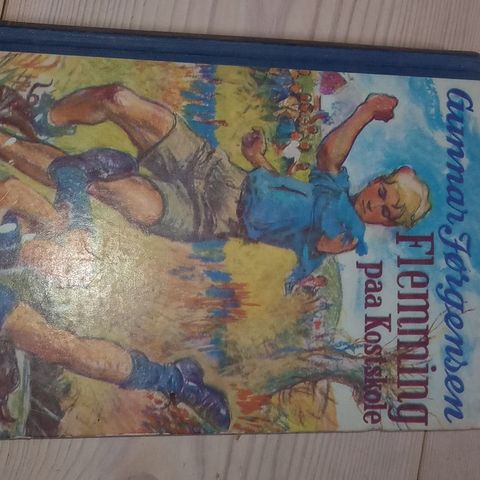 Gunnar Jørgensen
Flemming
paa Kostskole